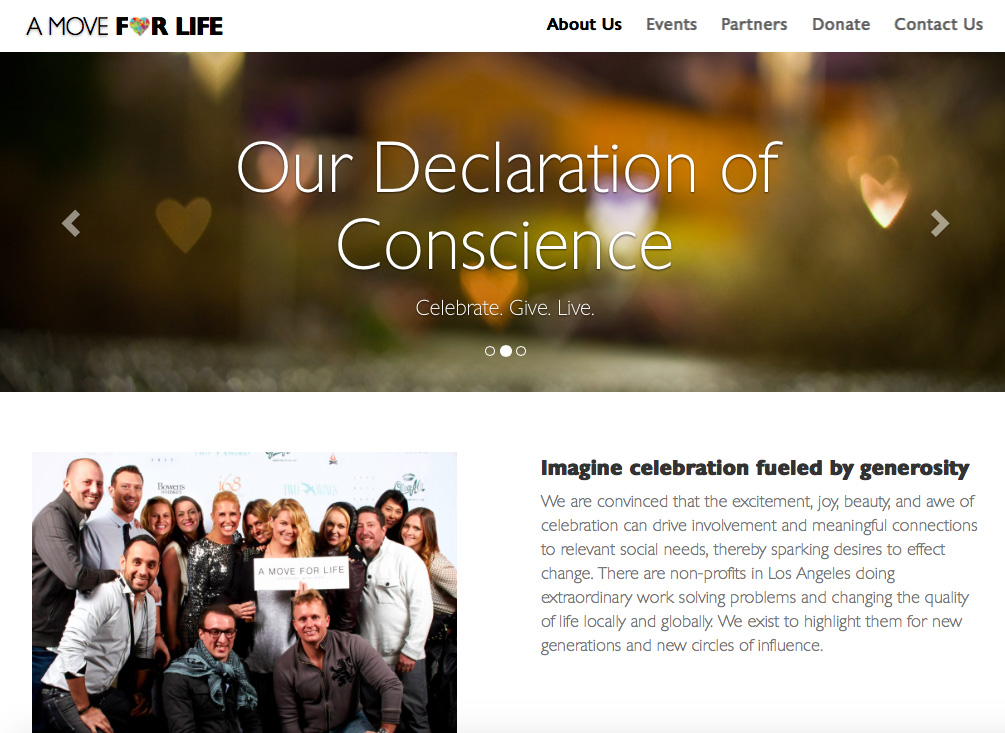 A MOVE FOR LIFE
About Us Events Partners Donate Contact Us
Our Declaration of
Conscience
Celebrate. Give. Live.
Imagine celebration fueled by generosity
We are convinced that the excitement, joy, beauty, and awe of
celebration can drive involvement and meaningful connections
to relevant social needs, thereby sparking desires to effect
change. There are non-profits in Los Angeles doing
extraordinary work solving problems and changing the quality
of life locally and globally. We exist to highlight them for new
generations and new circles of influence.
Bowen's
168
A MOVE FOR LIFE